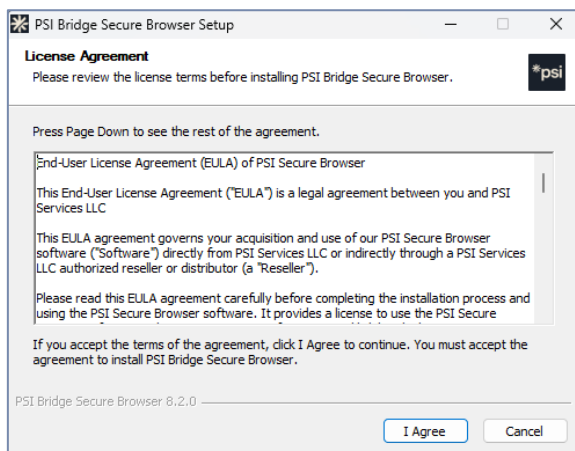 PSI Bridge Secure Browser Setup
License Agreement
Please review the license terms before installing PSI Bridge Secure Browser.
*psi
Press Page Down to see the rest of the agreement.
End-User License Agreement (EULA) of PSI Secure Browser
This End-User License Agreement ("EULA") is a legal agreement between you and PSI
Services LLC
This EULA agreement governs your acquisition and use of our PSI Secure Browser
software ("Software") directly from PSI Services LLC or indirectly through a PSI Services
LLC authorized reseller or distributor (a "Reseller").
Please read this EULA agreement carefully before completing the installation process and
using the PSI Secure Browser software. It provides a license to use the PSI Secure
If you accept the terms of the agreement, click I Agree to continue. You must accept the
agreement to install PSI Bridge Secure Browser.
PSI Bridge Secure Browser 8.2.0
I Agree
Cancel